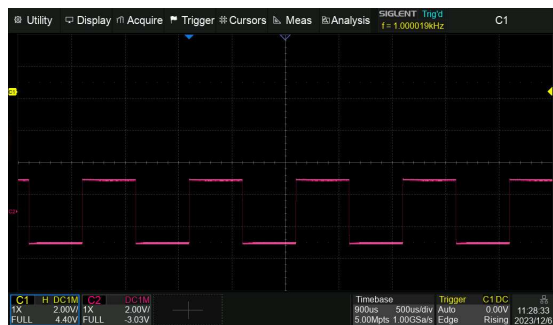 Utility Display Acquire Trigger Cursors Meas Analysis SIGLENT Trig'd C1
f = 1.000019kHz
C1
C1 H DC1M C2 DC1M Timebase Trigger C1 DC
1X 2.00V/ 1X 2.00V/ 900us 500us/div Auto 0.00V 11:28:33
FULL 4.40V FULL -3.03V 5.00Mpts 1.00GSa/s Edge Rising 2023/12/6